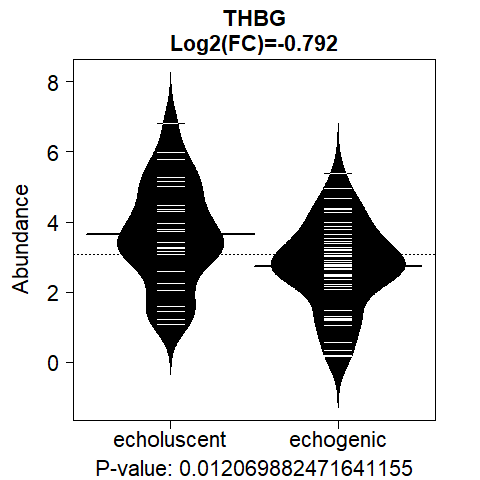 THBG
Log2(FC)=-0.792
8
6
4
2
0
Abundance
echoluscent echogenic
P-value: 0.012069882471641155